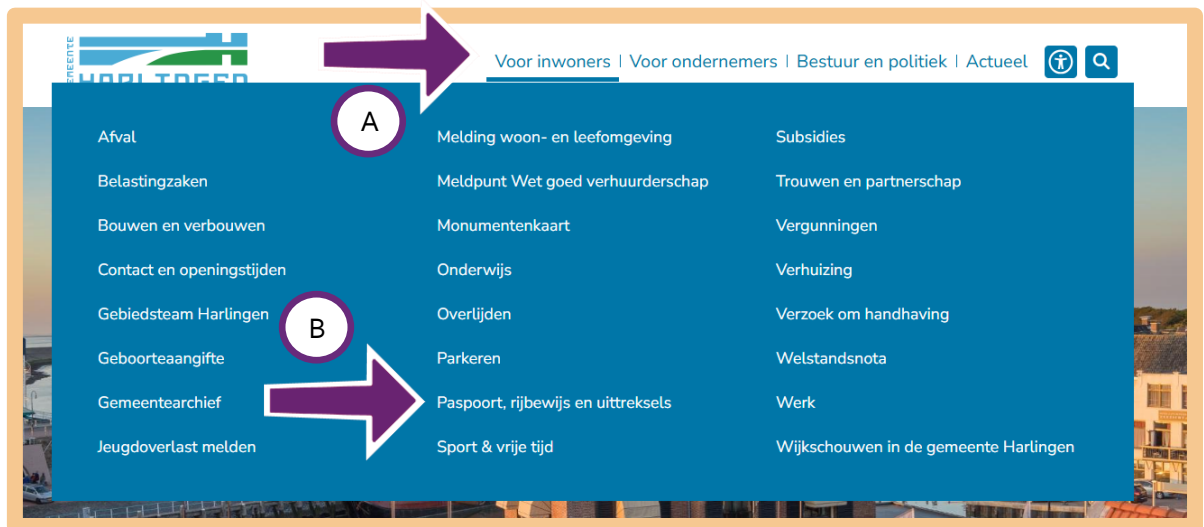 GEMEENTE
HARLINGEN
Voor inwoners | Voor ondernemers | Bestuur en politiek | Actueel
A
Afval
Belastingzaken
Bouwen en verbouwen
Contact en openingstijden
Gebiedsteam Harlingen
Geboorteaangifte
Gemeentearchief
Jeugdoverlast melden
B
Melding woon- en leefomgeving
Meldpunt Wet goed verhuurderschap
Monumentenkaart
Onderwijs
Overlijden
Parkeren
Paspoort, rijbewijs en uittreksels
Sport & vrije tijd
Subsidies
Trouwen en partnerschap
Vergunningen
Verhuizing
Verzoek om handhaving
Welstandsnota
Werk
Wijkschouwen in de gemeente Harlingen